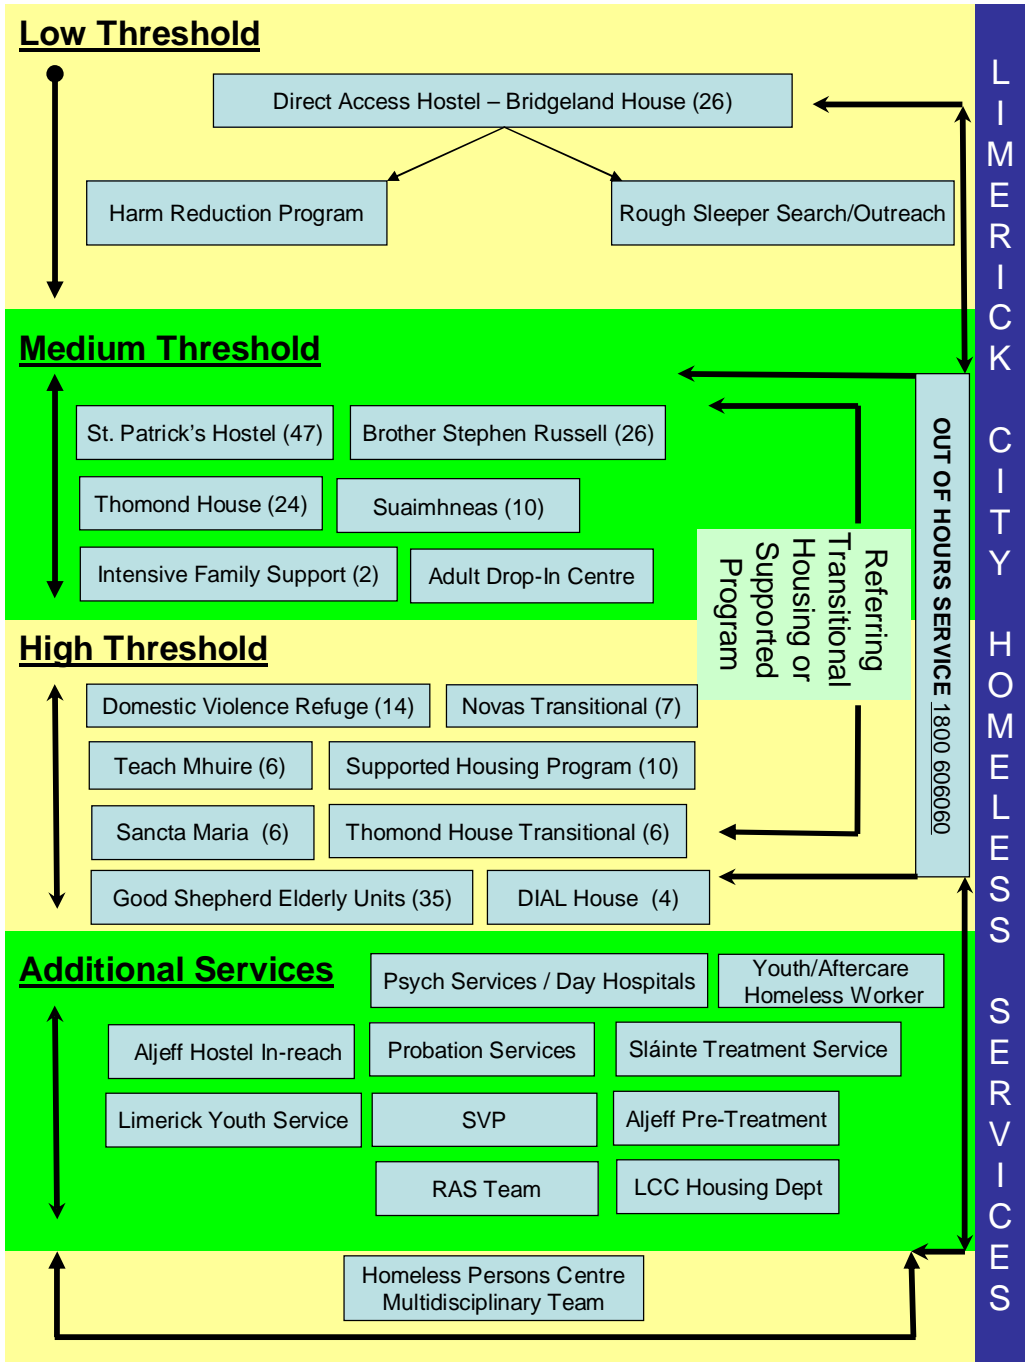 Low Threshold
Direct Access Hostel – Bridgeland House (26)
Harm Reduction Program
Rough Sleeper Search/Outreach
Medium Threshold
St. Patrick's Hostel (47)
Brother Stephen Russell (26)
Thomond House (24)
Suaimhneas (10)
Intensive Family Support (2)
Adult Drop-In Centre
Referring
Transitional
Housing or
Supported
Program
OUT OF HOURS SERVICE 1800 606060
High Threshold
Domestic Violence Refuge (14)
Novas Transitional (7)
Teach Mhuire (6)
Supported Housing Program (10)
Sancta Maria (6)
Thomond House Transitional (6)
Good Shepherd Elderly Units (35)
DIAL House (4)
Additional Services
Psych Services / Day Hospitals
Youth/Aftercare
Homeless Worker
Aljeff Hostel In-reach
Probation Services
Sláinte Treatment Service
Limerick Youth Service
SVP
Aljeff Pre-Treatment
RAS Team
LCC Housing Dept
Homeless Persons Centre
Multidisciplinary Team
LIMERICK CITY HOMELESS SERVICES